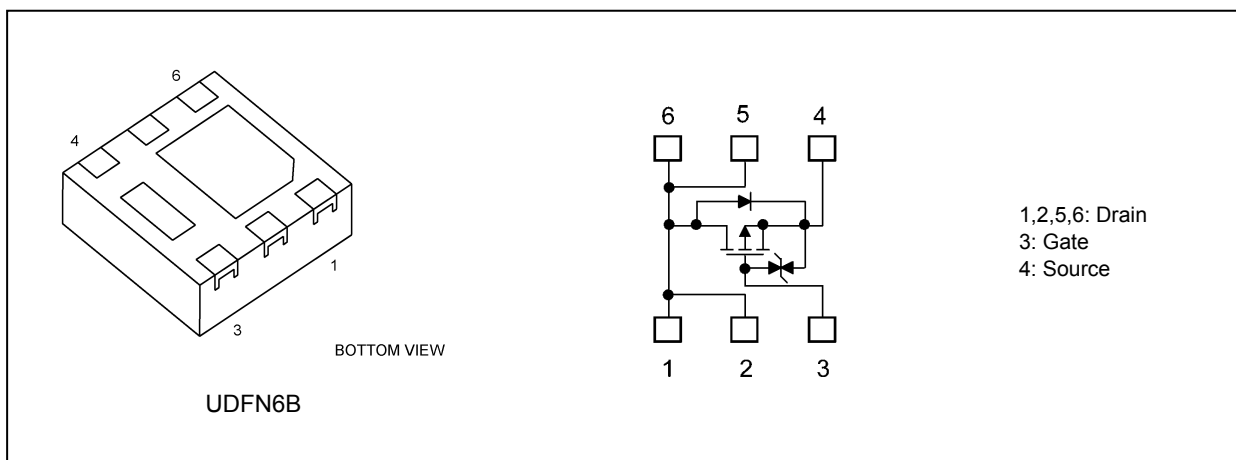 6
4
1
3
BOTTOM VIEW
UDFN6B
6 5 4
1 2 3
1,2,5,6: Drain
3: Gate
4: Source